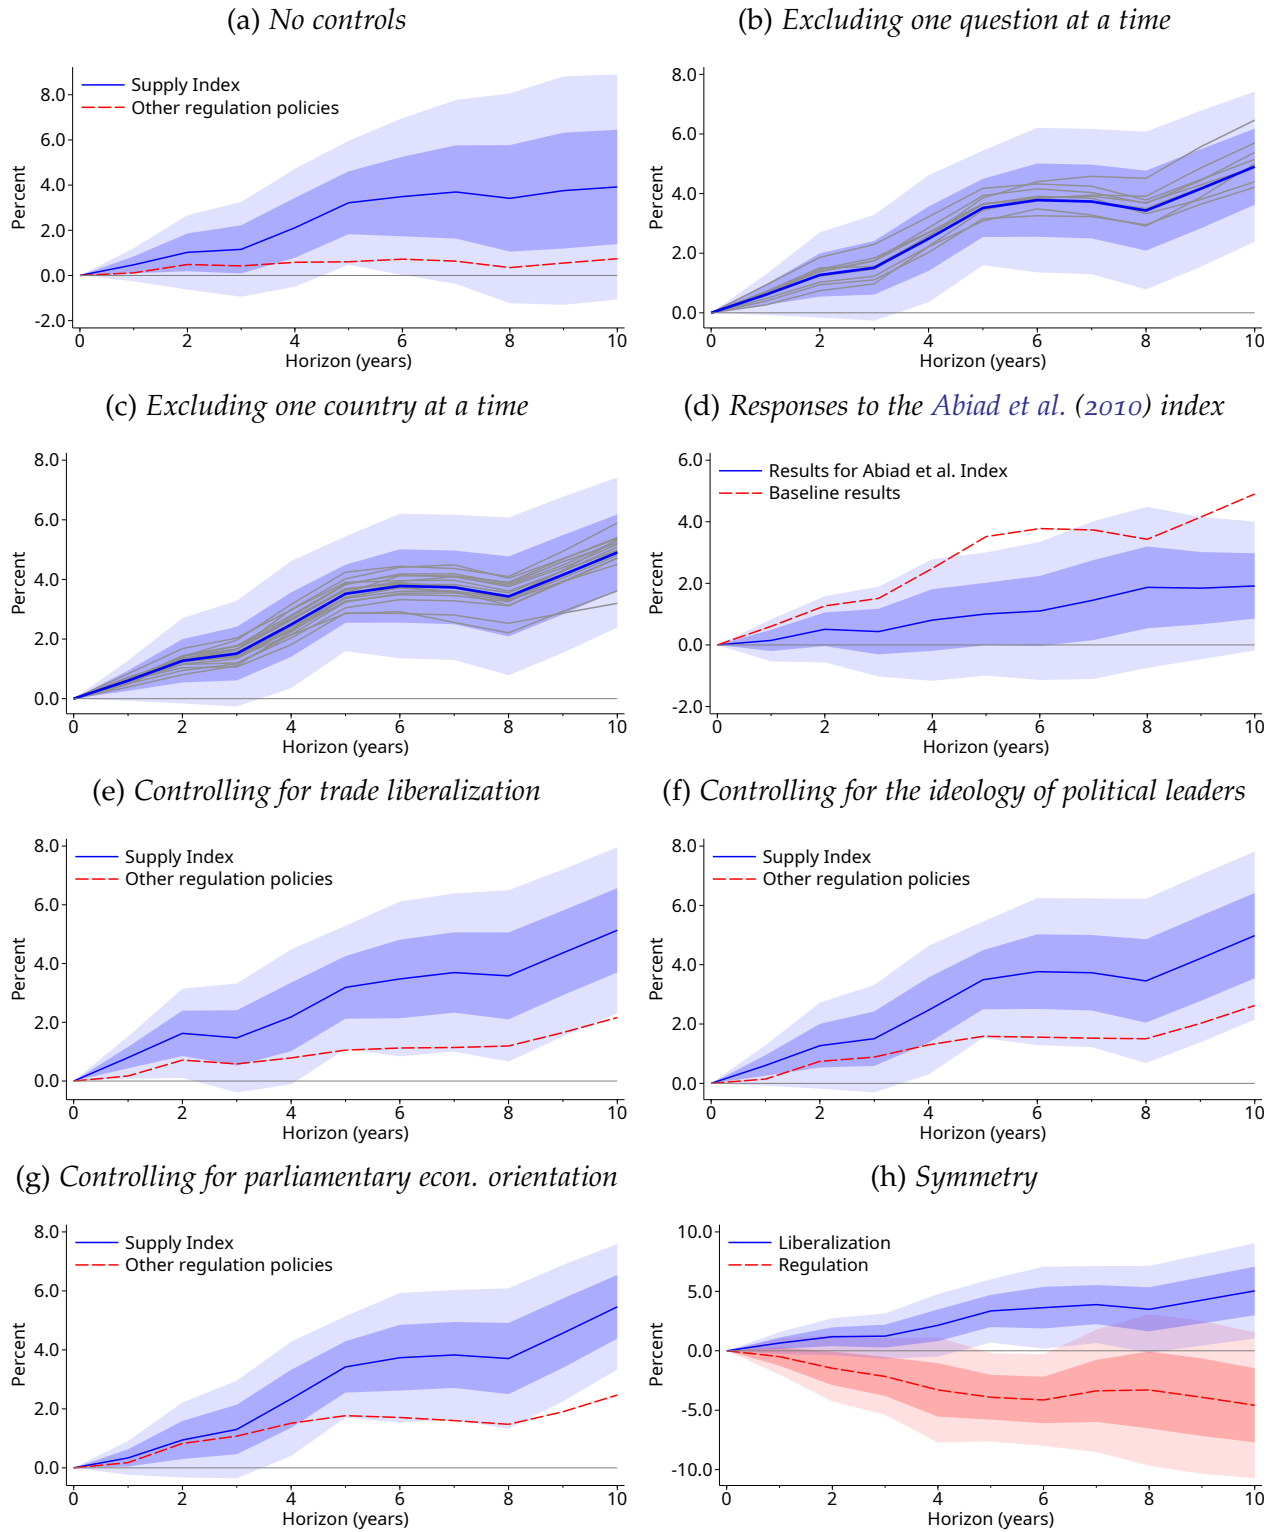 (a) No controls
8.0
6.0
4.0
2.0
0.0
-2.0
Percent
Supply Index
Other regulation policies
0 2 4 6 8 10
Horizon (years)
(b) Excluding one question at a time
8.0
6.0
4.0
2.0
0.0
Percent
0 2 4 6 8 10
Horizon (years)
(c) Excluding one country at a time
8.0
6.0
4.0
2.0
0.0
Percent
0 2 4 6 8 10
Horizon (years)
(d) Responses to the Abiad et al. (2010) index
6.0
4.0
2.0
0.0
-2.0
Percent
Results for Abiad et al. Index
Baseline results
0 2 4 6 8 10
Horizon (years)
(e) Controlling for trade liberalization
8.0
6.0
4.0
2.0
0.0
Percent
Supply Index
Other regulation policies
0 2 4 6 8 10
Horizon (years)
(f) Controlling for the ideology of political leaders
8.0
6.0
4.0
2.0
0.0
Percent
Supply Index
Other regulation policies
0 2 4 6 8 10
Horizon (years)
(g) Controlling for parliamentary econ. orientation
8.0
6.0
4.0
2.0
0.0
Percent
Supply Index
Other regulation policies
0 2 4 6 8 10
Horizon (years)
(h) Symmetry
10.0
5.0
0.0
-5.0
-10.0
Percent
Liberalization
Regulation
0 2 4 6 8 10
Horizon (years)